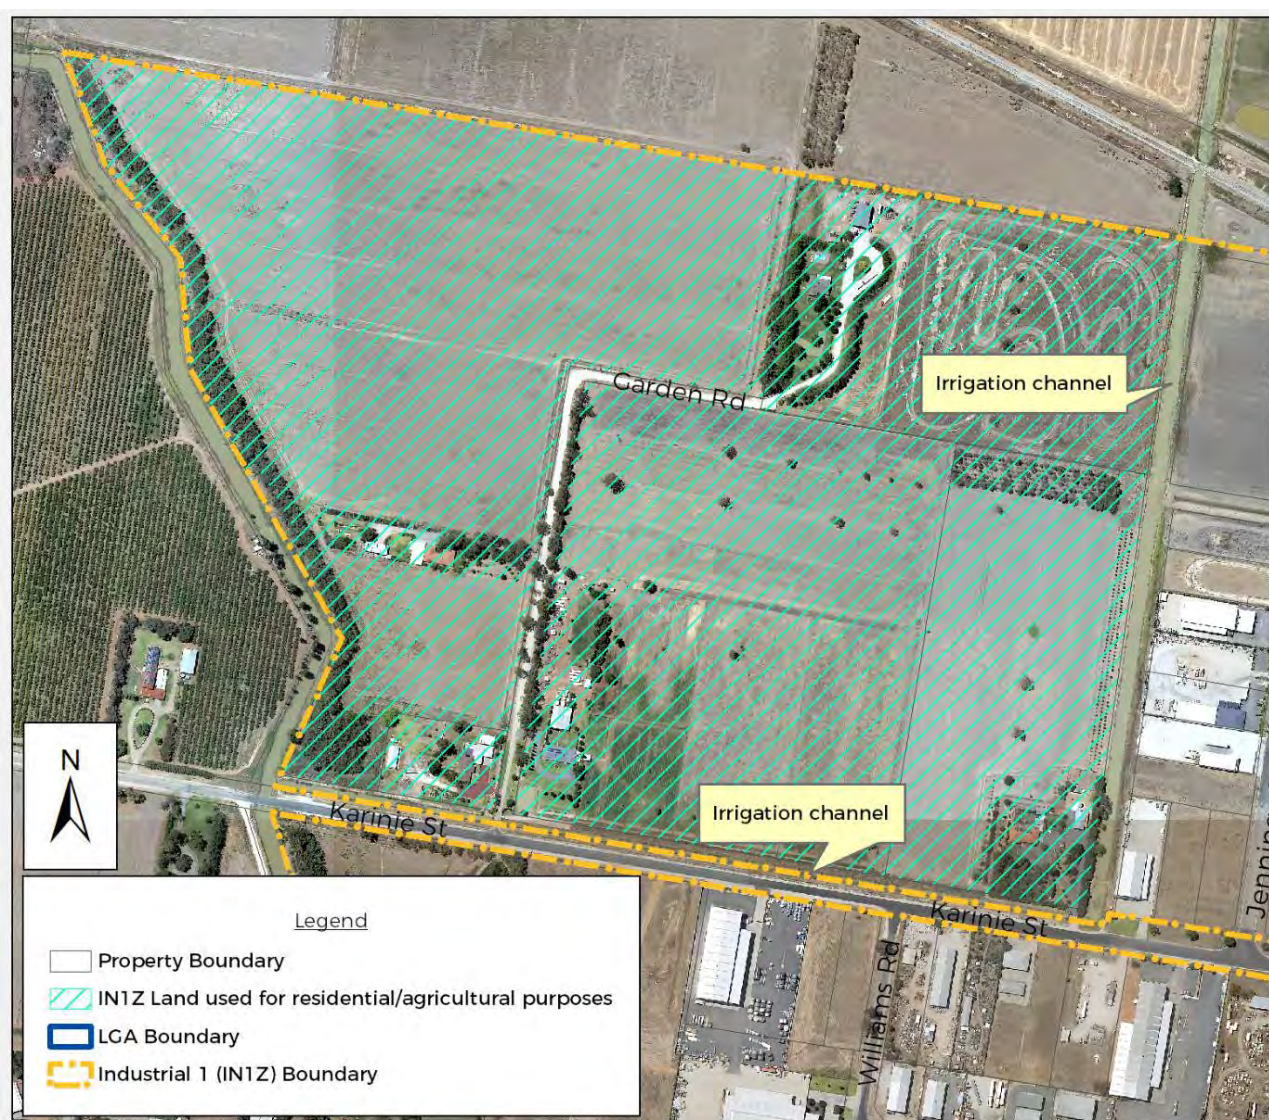 Garden Rd
Irrigation channel
N
Irrigation channel
Karinie St
Karinie St
Williams Rd
Legend
Property Boundary
IN1Z Land used for residential/agricultural purposes
LGA Boundary
Industrial 1 (IN1Z) Boundary